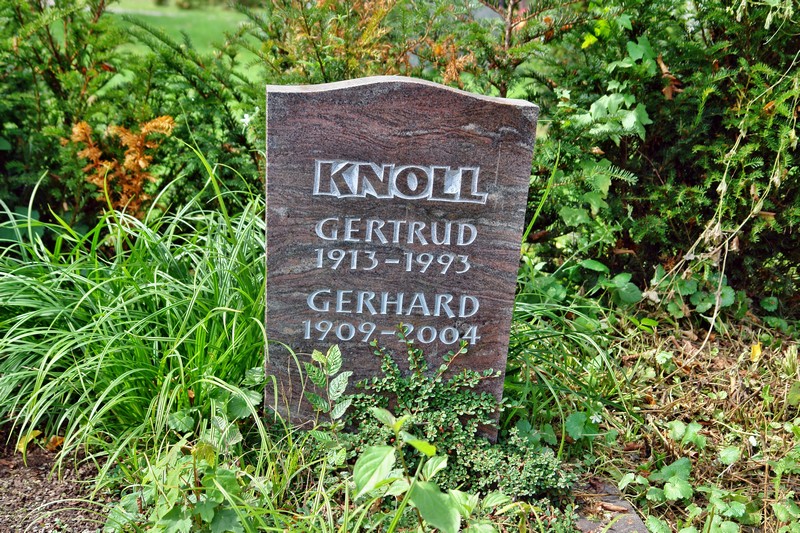 KNOLL
GERTRUD
1913-1993
GERHARD
1909-2004